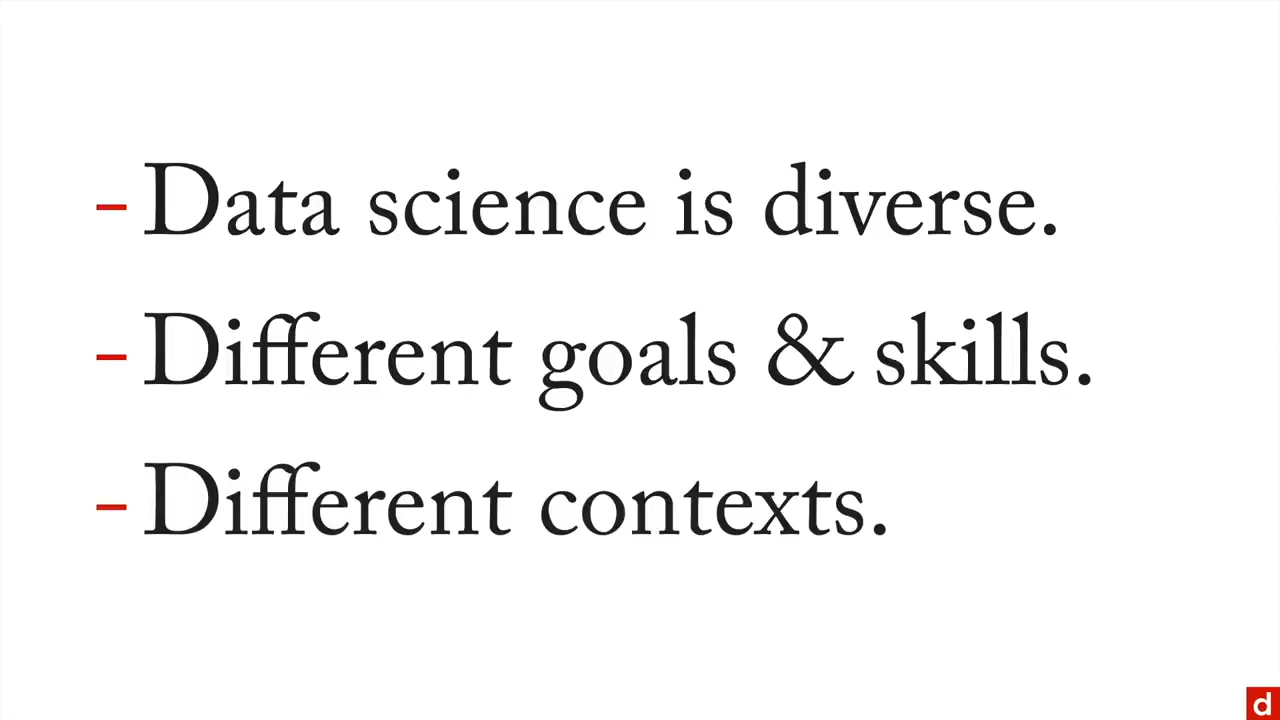 – Data science is diverse.
– Different goals & skills.
– Different contexts.
d